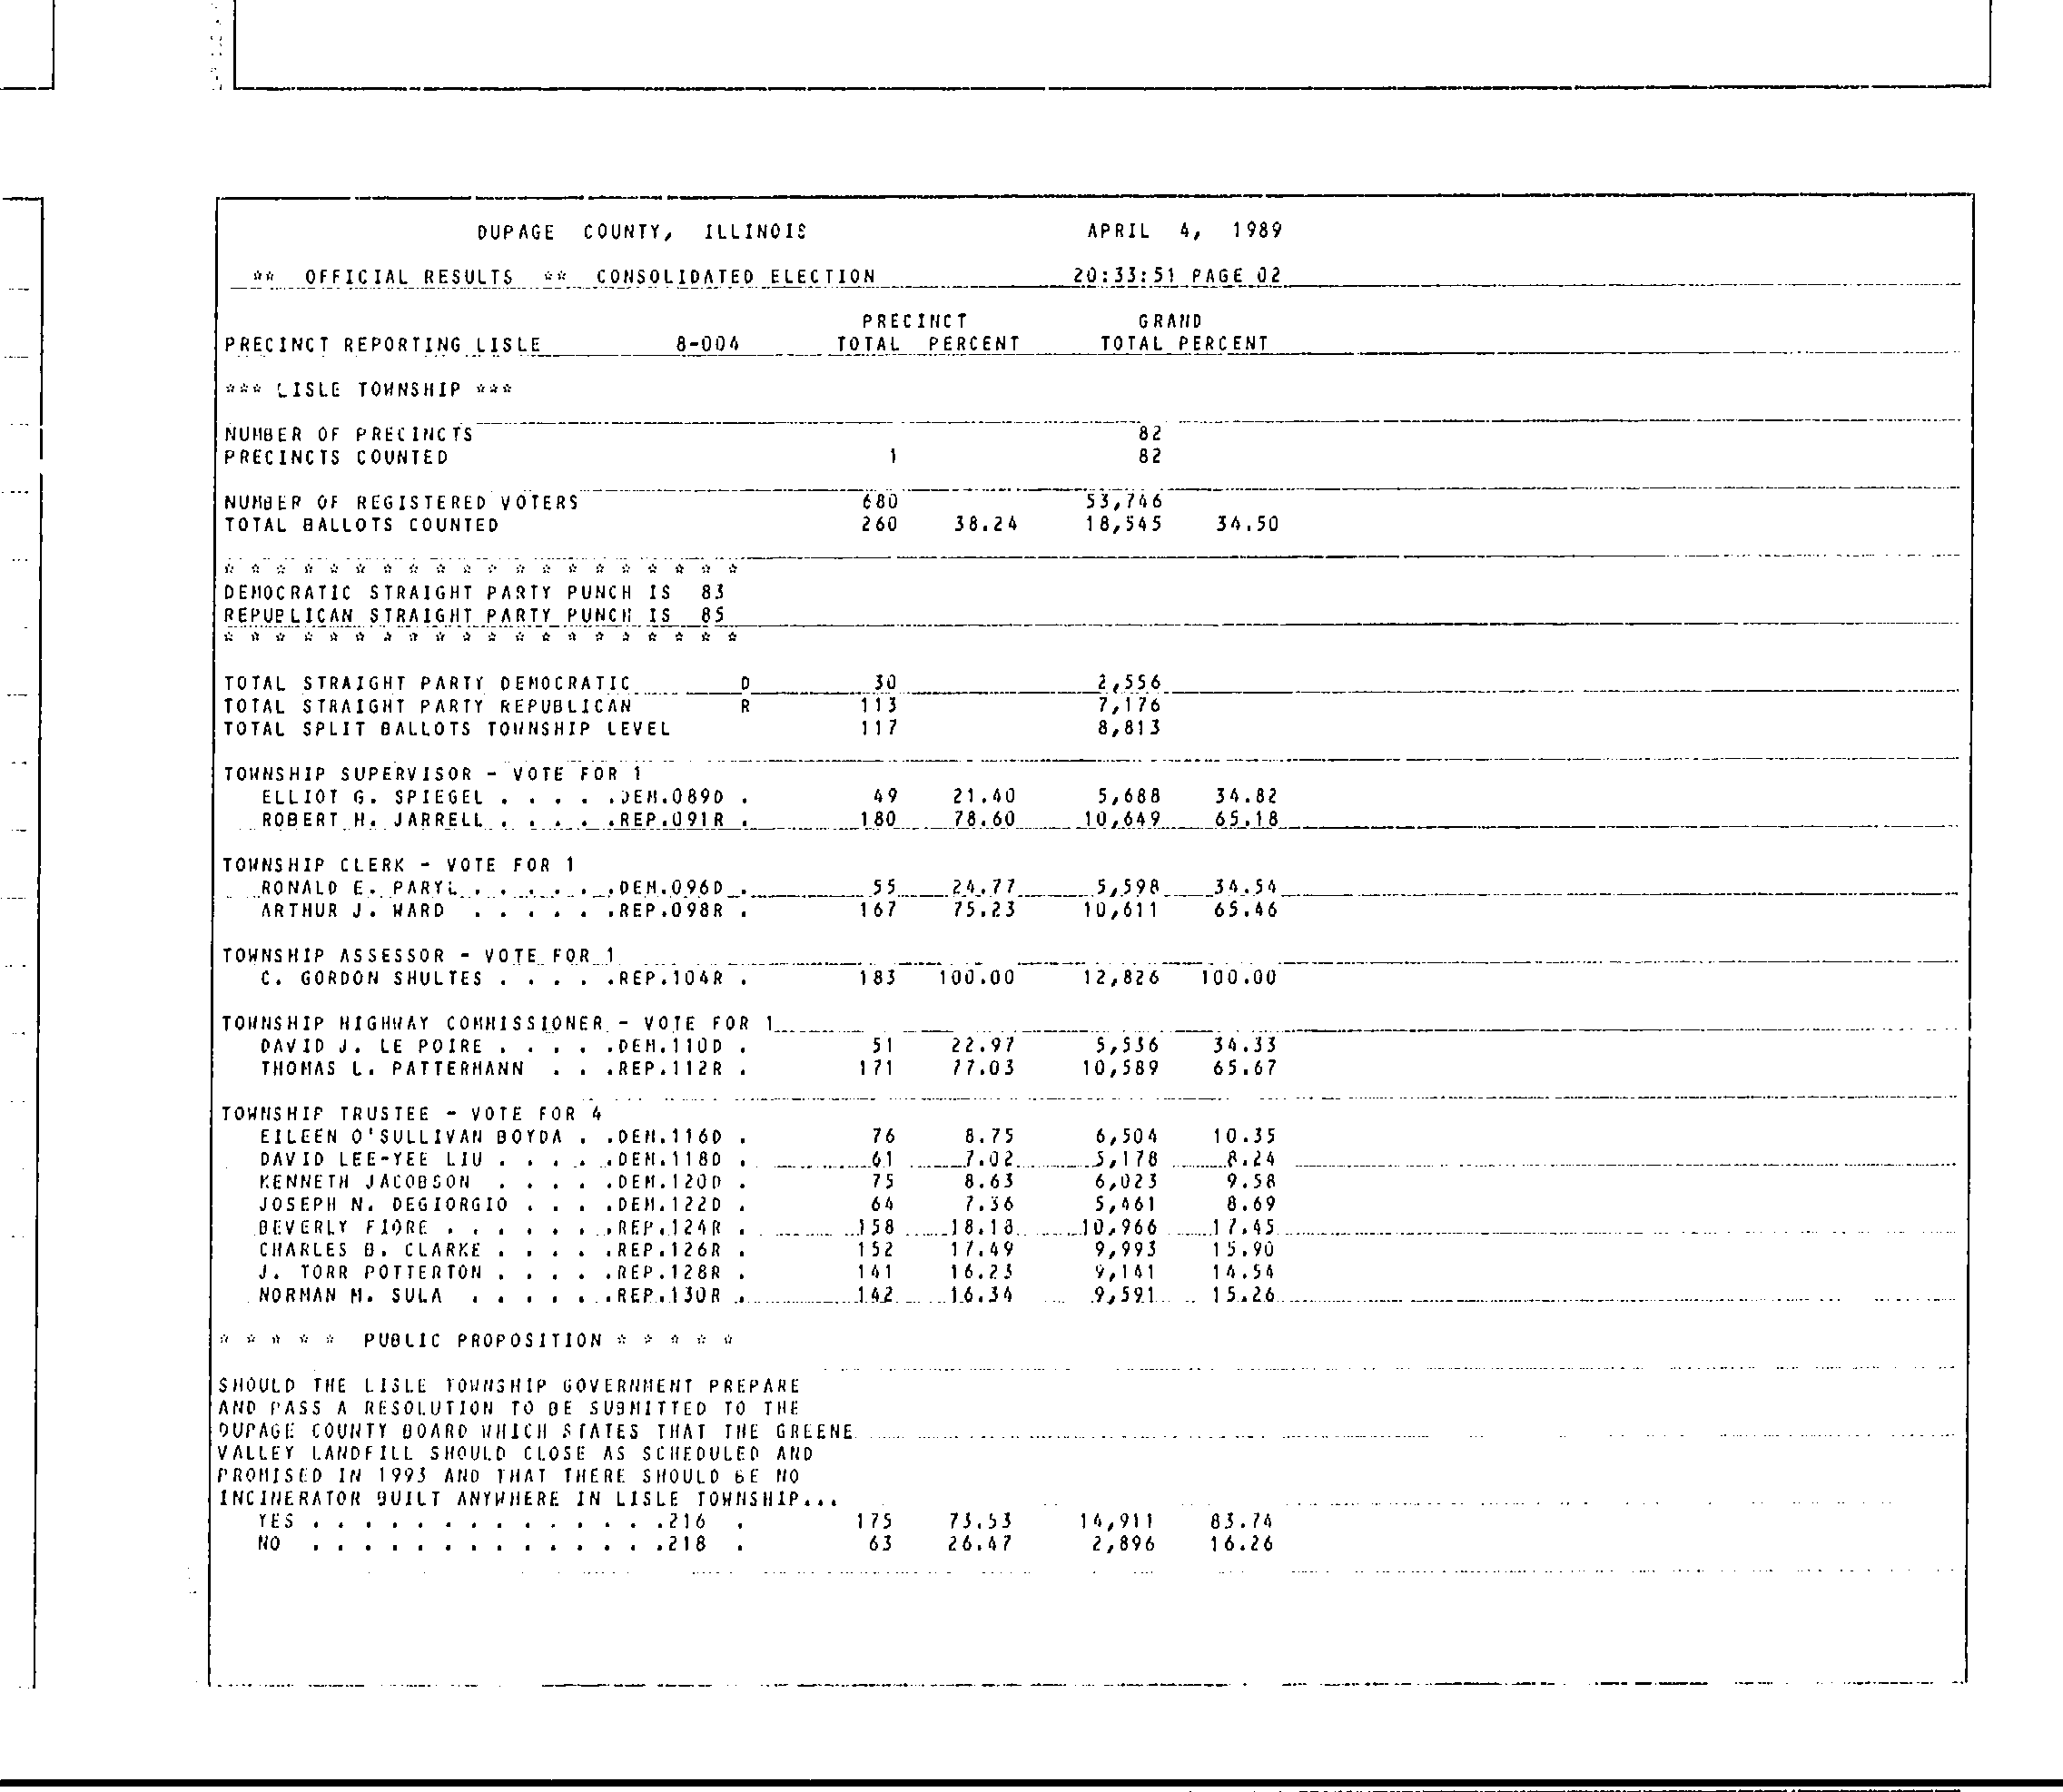 DUPAGE COUNTY, ILLINOIS APRIL 4, 1989
** OFFICIAL RESULTS ** CONSOLIDATED ELECTION 20:33:51 PAGE 02
PRECINCT GRAND
PRECINCT REPORTING LISLE 8-004 TOTAL PERCENT TOTAL PERCENT
*** LISLE TOWNSHIP ***
NUMBER OF PRECINCTS 82
PRECINCTS COUNTED 1 82
NUMBER OF REGISTERED VOTERS 680 53,746
TOTAL BALLOTS COUNTED 260 38.24 18,545 34.50
* * * * * * * * * * * * * * * * * * * *
DEMOCRATIC STRAIGHT PARTY PUNCH IS 83
REPUBLICAN STRAIGHT PARTY PUNCH IS 85
* * * * * * * * * * * * * * * * * * * *
TOTAL STRAIGHT PARTY DEMOCRATIC D 30 2,556
TOTAL STRAIGHT PARTY REPUBLICAN R 113 7,176
TOTAL SPLIT BALLOTS TOWNSHIP LEVEL 117 8,813
TOWNSHIP SUPERVISOR - VOTE FOR 1
ELLIOT G. SPIEGEL . . . . .DEM.089D . 49 21.40 5,688 34.82
ROBERT H. JARRELL . . . . .REP.091R . 180 78.60 10,649 65.18
TOWNSHIP CLERK - VOTE FOR 1
RONALD E. PARYL . . . . . .DEM.096D . 55 24.77 5,598 34.54
ARTHUR J. WARD . . . . . .REP.098R . 167 75.23 10,611 65.46
TOWNSHIP ASSESSOR - VOTE FOR 1
C. GORDON SHULTES . . . . .REP.104R . 183 100.00 12,826 100.00
TOWNSHIP HIGHWAY COMMISSIONER - VOTE FOR 1
DAVID J. LE POIRE . . . . .DEM.110D . 51 22.97 5,536 34.33
THOMAS L. PATTERMANN . . .REP.112R . 171 77.03 10,589 65.67
TOWNSHIP TRUSTEE - VOTE FOR 4
EILEEN O'SULLIVAN BOYDA . .DEM.116D . 76 8.75 6,504 10.35
DAVID LEE-YEE LIU . . . . .DEM.118D . 61 7.02 5,178 8.24
KENNETH JACOBSON . . . . .DEM.120D . 75 8.63 6,023 9.58
JOSEPH N. DEGIORGIO . . . .DEM.122D . 64 7.36 5,461 8.69
BEVERLY FIORE . . . . . . .REP.124R . 158 18.18 10,966 17.45
CHARLES B. CLARKE . . . . .REP.126R . 152 17.49 9,993 15.90
J. TORR POTTERTON . . . . .REP.128R . 141 16.23 9,141 14.54
NORMAN M. SULA . . . . . .REP.130R . 142 16.34 9,591 15.26
* * * * * PUBLIC PROPOSITION * * * * *
SHOULD THE LISLE TOWNSHIP GOVERNMENT PREPARE
AND PASS A RESOLUTION TO BE SUBMITTED TO THE
DUPAGE COUNTY BOARD WHICH STATES THAT THE GREENE
VALLEY LANDFILL SHOULD CLOSE AS SCHEDULED AND
PROMISED IN 1993 AND THAT THERE SHOULD BE NO
INCINERATOR BUILT ANYWHERE IN LISLE TOWNSHIP...
YES . . . . . . . . . . . . . .216 . 175 73.53 14,911 83.74
NO . . . . . . . . . . . . . .218 . 63 26.47 2,896 16.26